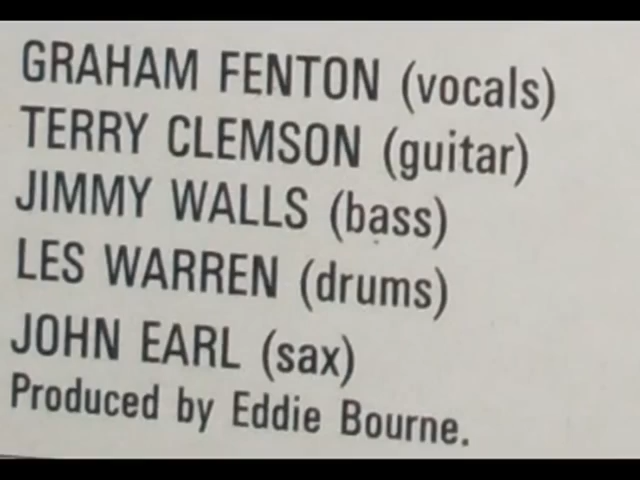 GRAHAM FENTON (vocals)
TERRY CLEMSON (guitar)
JIMMY WALLS (bass)
LES WARREN (drums)
JOHN EARL (sax)
Produced by Eddie Bourne.